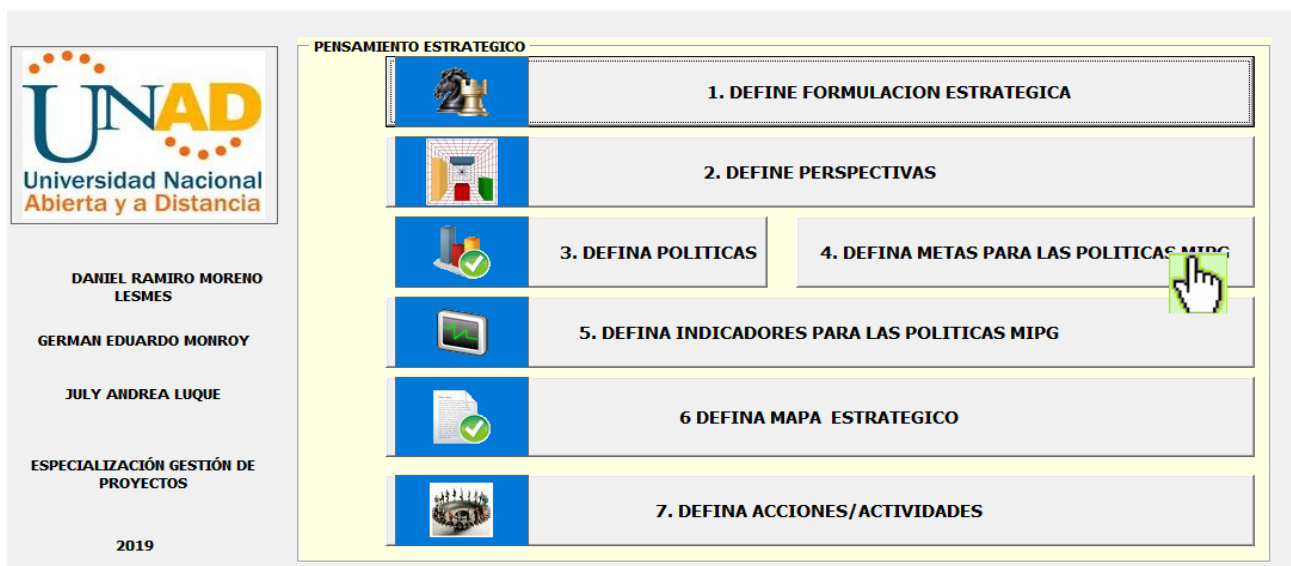 UNAD
Universidad Nacional
Abierta y a Distancia
DANIEL RAMIRO MORENO
LESMES
GERMAN EDUARDO MONROY
JULY ANDREA LUQUE
ESPECIALIZACIÓN GESTIÓN DE
PROYECTOS
2019
PENSAMIENTO ESTRATEGICO
1. DEFINE FORMULACION ESTRATEGICA
2. DEFINE PERSPECTIVAS
3. DEFINA POLITICAS
4. DEFINA METAS PARA LAS POLITICAS MIPG
5. DEFINA INDICADORES PARA LAS POLITICAS MIPG
6 DEFINA MAPA ESTRATEGICO
7. DEFINA ACCIONES/ACTIVIDADES